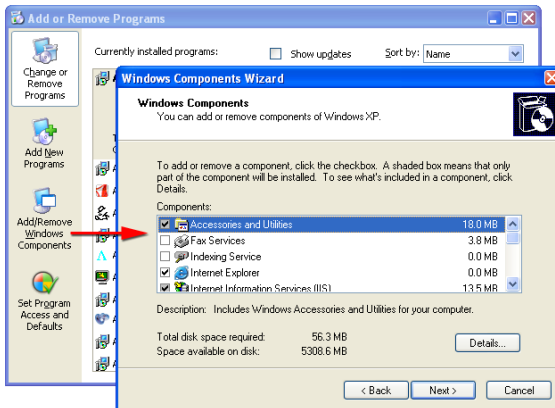 Add or Remove Programs
Currently installed programs:
Show updates
Sort by:
Name
Change or
Remove
Programs
Add New
Programs
Add/Remove
Windows
Components
Set Program
Access and
Defaults
Windows Components Wizard
Windows Components
You can add or remove components of Windows XP.
To add or remove a component, click the checkbox. A shaded box means that only
part of the component will be installed. To see what's included in a component, click
Details.
Components:
Accessories and Utilities 18.0 MB
Fax Services 3.8 MB
Indexing Service 0.0 MB
Internet Explorer 0.0 MB
Internet Information Services (IIS) 13.5 MB
Description: Includes Windows Accessories and Utilities for your computer.
Total disk space required: 56.3 MB
Space available on disk: 5308.6 MB
Details...
< Back
Next >
Cancel